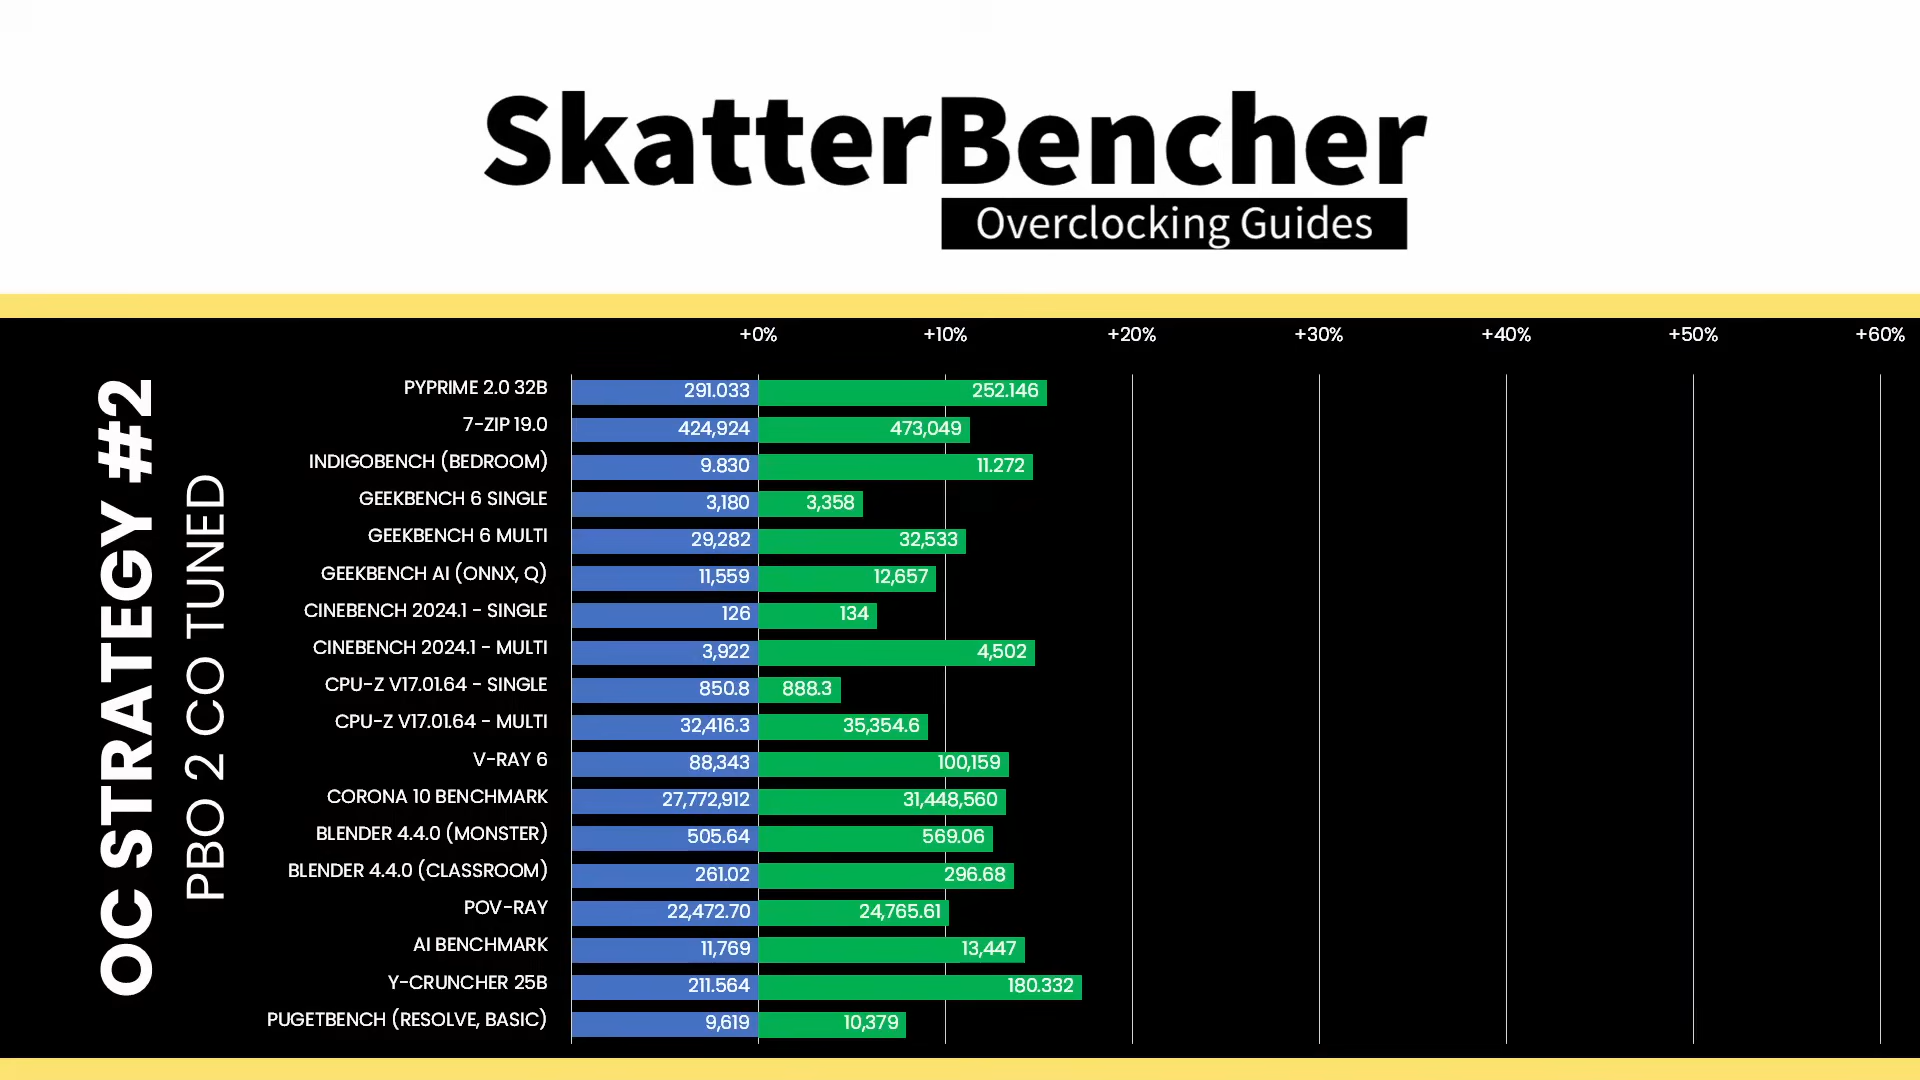 SkatterBencher
Overclocking Guides
+0% +10% +20% +30% +40% +50% +60%
OC STRATEGY #2
PBO 2 CO TUNED
PYPRIME 2.0 32B 291.033 252.146
7-ZIP 19.0 424,924 473,049
INDIGOBENCH (BEDROOM) 9.830 11.272
GEEKBENCH 6 SINGLE 3,180 3,358
GEEKBENCH 6 MULTI 29,282 32,533
GEEKBENCH AI (ONNX, Q) 11,559 12,657
CINEBENCH 2024.1 - SINGLE 126 134
CINEBENCH 2024.1 - MULTI 3,922 4,502
CPU-Z V17.01.64 - SINGLE 850.8 888.3
CPU-Z V17.01.64 - MULTI 32,416.3 35,354.6
V-RAY 6 88,343 100,159
CORONA 10 BENCHMARK 27,772,912 31,448,560
BLENDER 4.4.0 (MONSTER) 505.64 569.06
BLENDER 4.4.0 (CLASSROOM) 261.02 296.68
POV-RAY 22,472.70 24,765.61
AI BENCHMARK 11,769 13,447
Y-CRUNCHER 25B 211.564 180.332
PUGETBENCH (RESOLVE, BASIC) 9,619 10,379